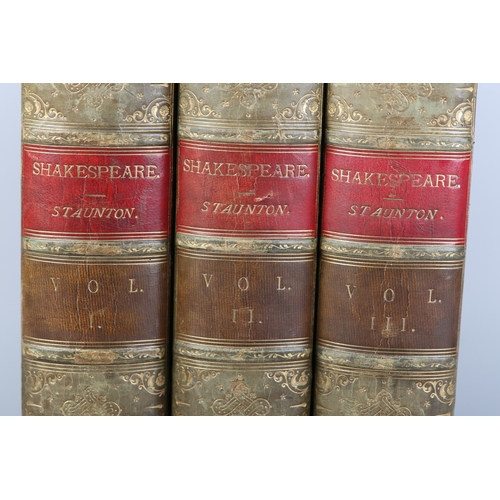 SHAKESPEARE.
STAUNTON.
VOL.
I.
SHAKESPEARE.
STAUNTON.
VOL.
II.
SHAKESPEARE.
STAUNTON.
VOL.
III.